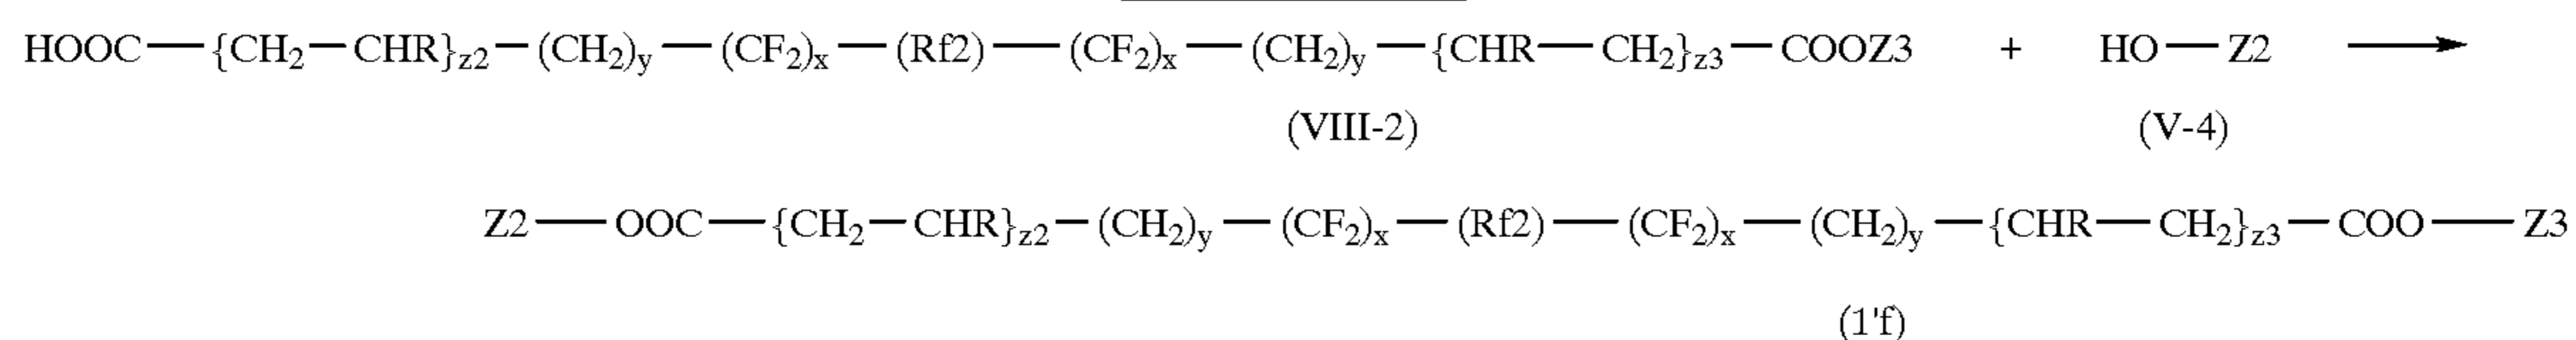 HOOC—{CH₂—CHR}z2—(CH₂)y—(CF₂)x—(Rf2)—(CF₂)x—(CH₂)y—{CHR—CH₂}z3—COOZ3 + HO—Z2 ⟶
(VIII-2) (V-4)
Z2—OOC—{CH₂—CHR}z2—(CH₂)y—(CF₂)x—(Rf2)—(CF₂)x—(CH₂)y—{CHR—CH₂}z3—COO—Z3
(1'f)